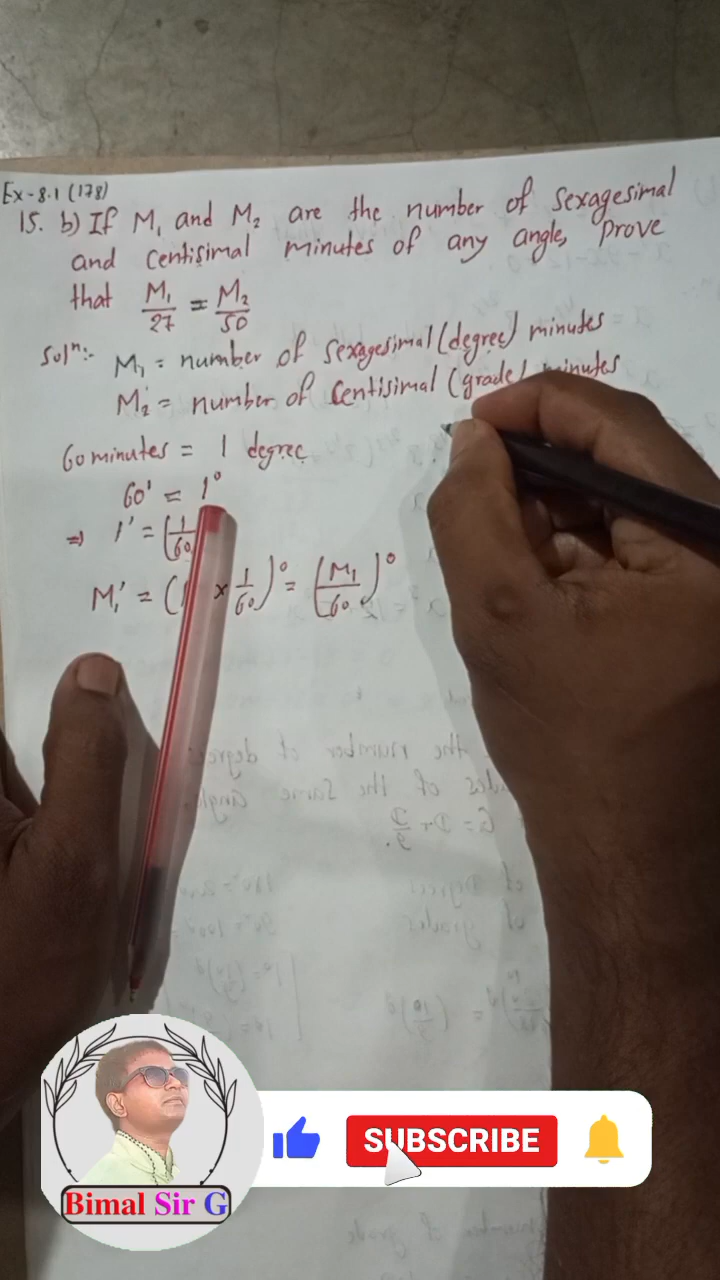 Ex-8.1 (178)
15. b) If M₁ and M₂ are the number of sexagesimal
and centisimal minutes of any angle, prove
that M₁/27 = M₂/50
Solⁿ:- M₁ = number of sexagesimal (degree) minutes
M₂ = number of centisimal (grade) minutes
60 minutes = 1 degree
60' = 1°
⇒ 1' = (1/60
M₁' = ( × 1/60)° = (M₁/60)°
SUBSCRIBE
Bimal Sir G